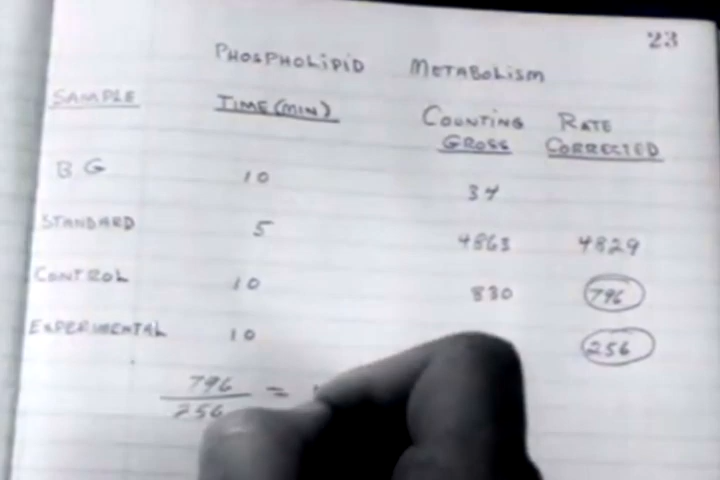 23
PHOSPHOLIPID METABOLISM
SAMPLE TIME (MIN) COUNTING GROSS RATE CORRECTED
BG 10 34
STANDARD 5 4863 4829
CONTROL 10 830 796
EXPERIMENTAL 10 256
796
256 =